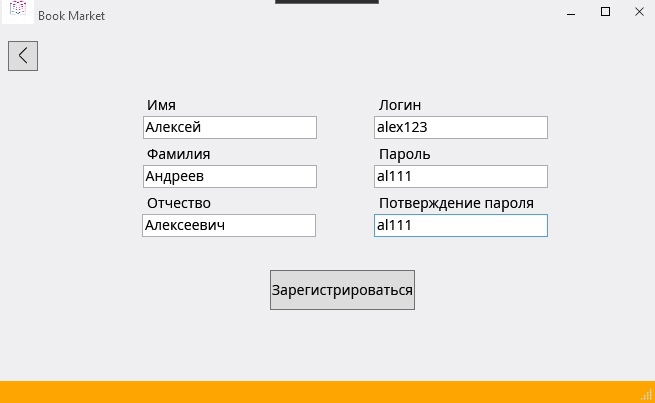 Book Market
Имя
Алексей
Фамилия
Андреев
Отчество
Алексеевич
Логин
alex123
Пароль
al111
Потверждение пароля
al111
Зарегистрироваться